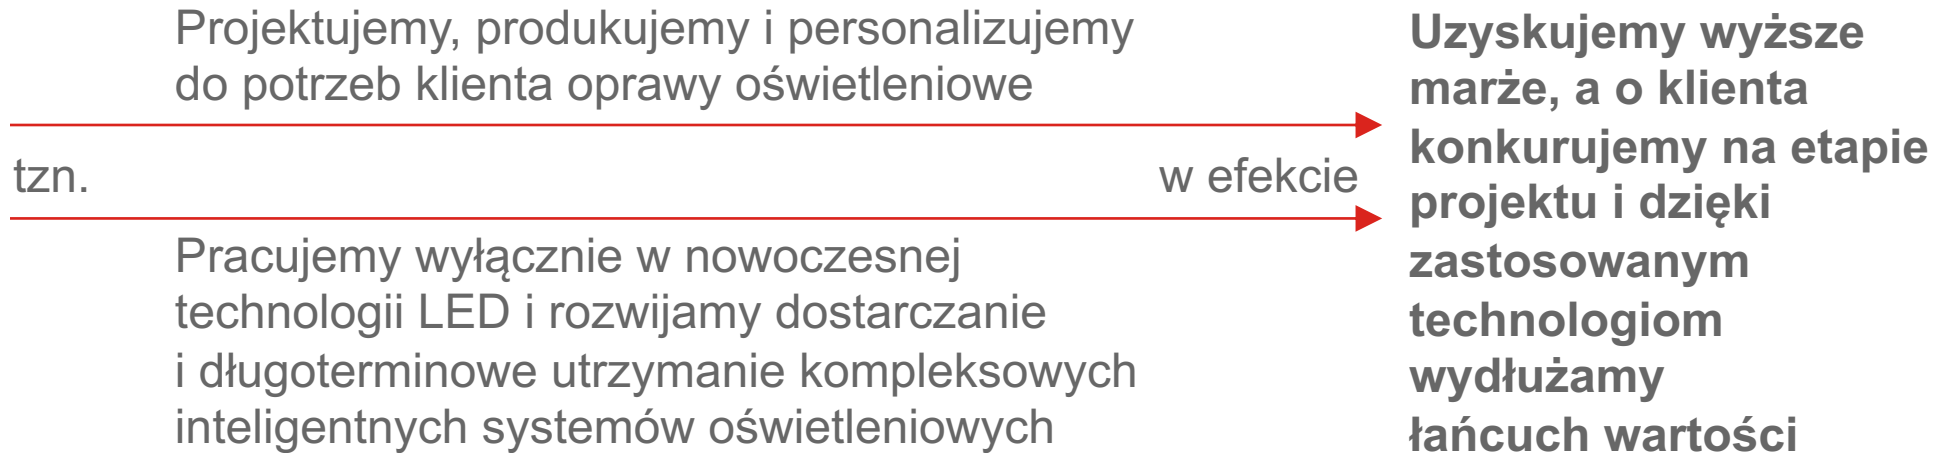 Projektujemy, produkujemy i personalizujemy
do potrzeb klienta oprawy oświetleniowe
tzn.
w efekcie
Pracujemy wyłącznie w nowoczesnej
technologii LED i rozwijamy dostarczanie
i długoterminowe utrzymanie kompleksowych
inteligentnych systemów oświetleniowych
Uzyskujemy wyższe
marże, a o klienta
konkurujemy na etapie
projektu i dzięki
zastosowanym
technologiom
wydłużamy
łańcuch wartości